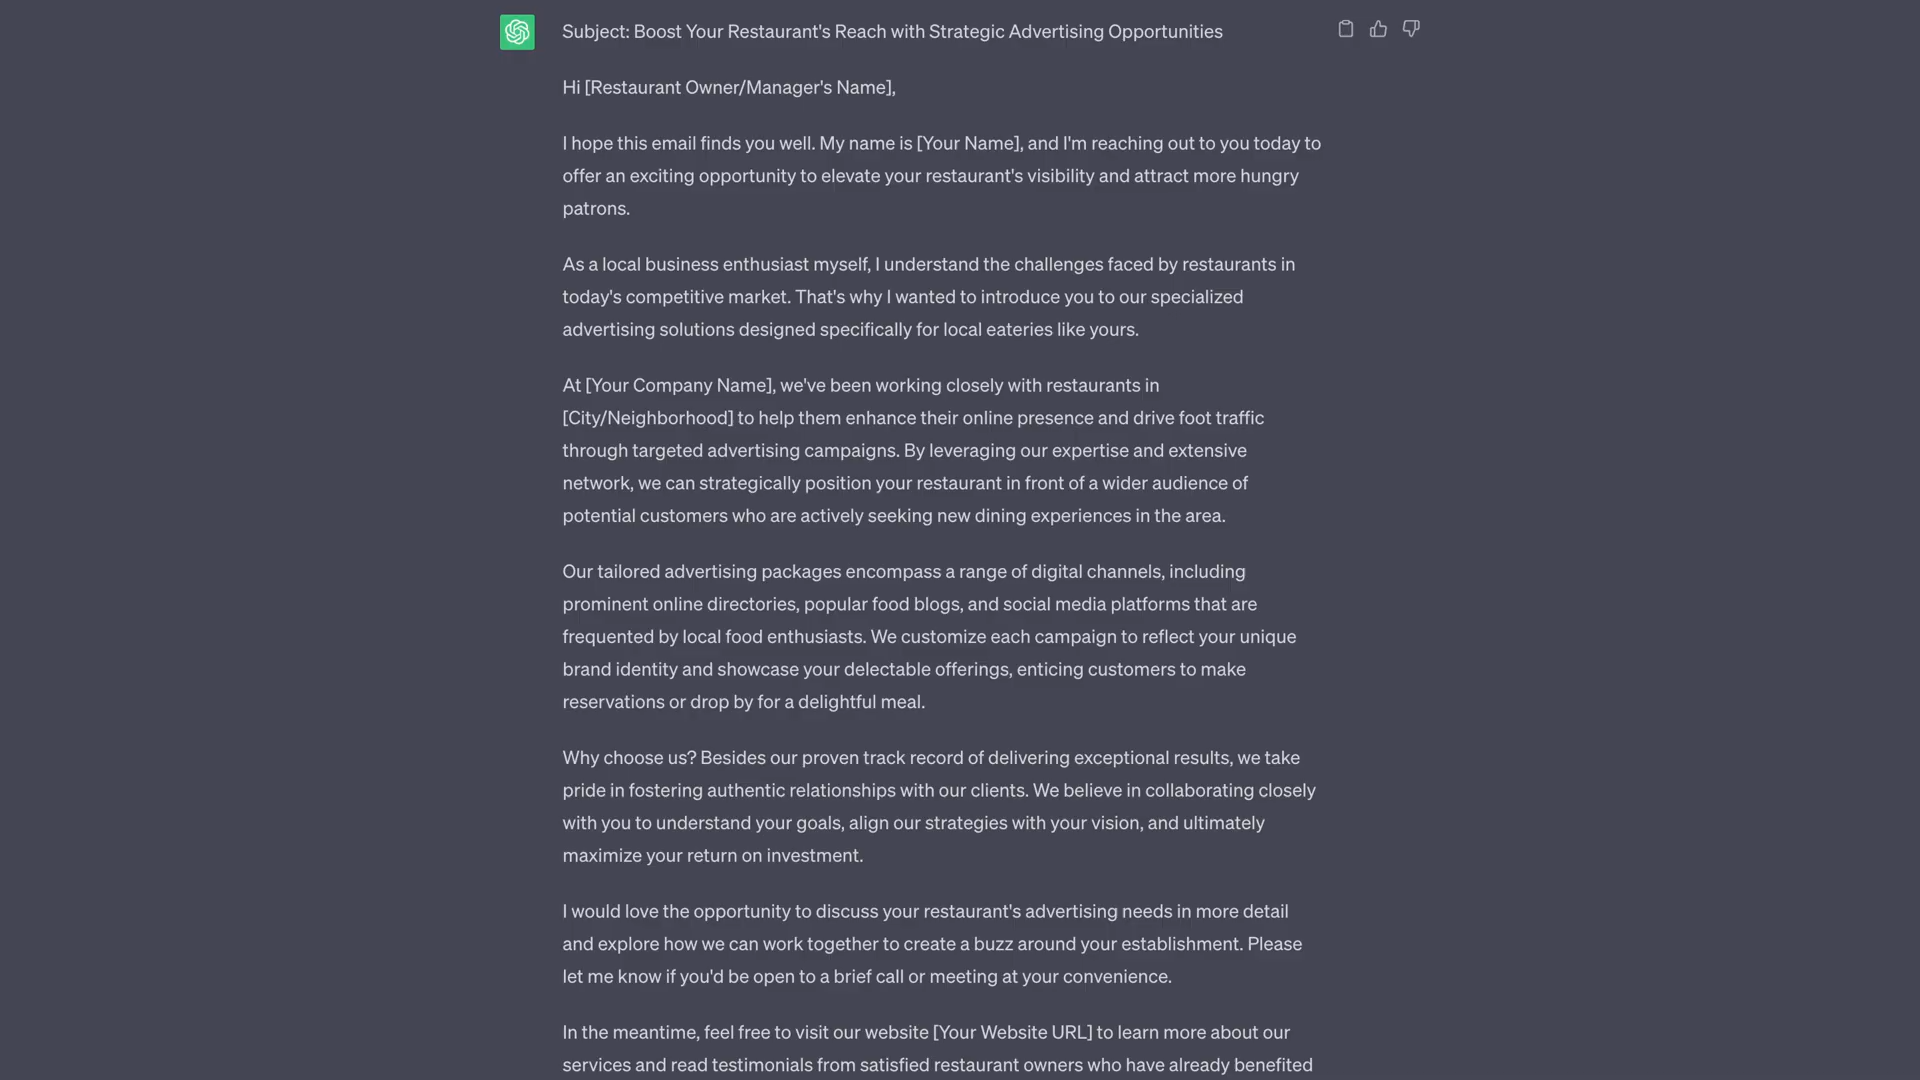 Subject: Boost Your Restaurant's Reach with Strategic Advertising Opportunities
Hi [Restaurant Owner/Manager's Name],
I hope this email finds you well. My name is [Your Name], and I'm reaching out to you today to
offer an exciting opportunity to elevate your restaurant's visibility and attract more hungry
patrons.
As a local business enthusiast myself, I understand the challenges faced by restaurants in
today's competitive market. That's why I wanted to introduce you to our specialized
advertising solutions designed specifically for local eateries like yours.
At [Your Company Name], we've been working closely with restaurants in
[City/Neighborhood] to help them enhance their online presence and drive foot traffic
through targeted advertising campaigns. By leveraging our expertise and extensive
network, we can strategically position your restaurant in front of a wider audience of
potential customers who are actively seeking new dining experiences in the area.
Our tailored advertising packages encompass a range of digital channels, including
prominent online directories, popular food blogs, and social media platforms that are
frequented by local food enthusiasts. We customize each campaign to reflect your unique
brand identity and showcase your delectable offerings, enticing customers to make
reservations or drop by for a delightful meal.
Why choose us? Besides our proven track record of delivering exceptional results, we take
pride in fostering authentic relationships with our clients. We believe in collaborating closely
with you to understand your goals, align our strategies with your vision, and ultimately
maximize your return on investment.
I would love the opportunity to discuss your restaurant's advertising needs in more detail
and explore how we can work together to create a buzz around your establishment. Please
let me know if you'd be open to a brief call or meeting at your convenience.
In the meantime, feel free to visit our website [Your Website URL] to learn more about our
services and read testimonials from satisfied restaurant owners who have already benefited